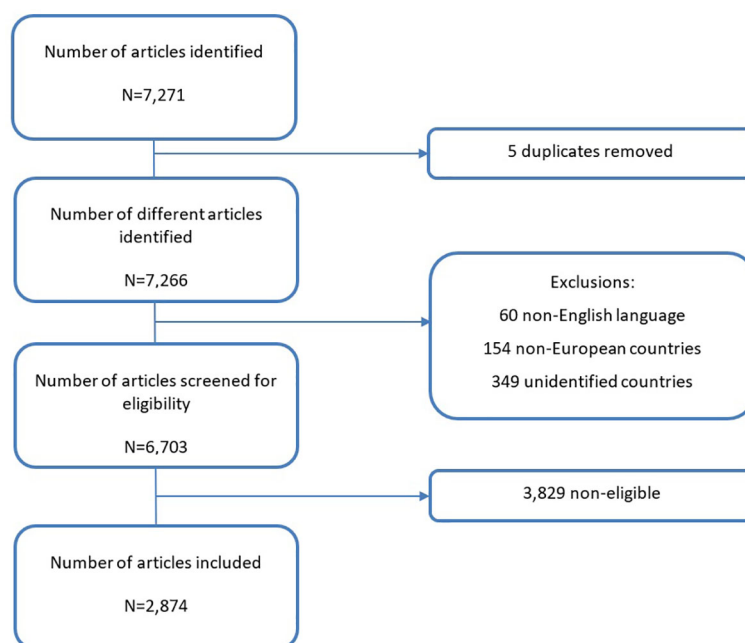 Number of articles identified
N=7,271
5 duplicates removed
Number of different articles
identified
N=7,266
Exclusions:
60 non-English language
154 non-European countries
349 unidentified countries
Number of articles screened for
eligibility
N=6,703
3,829 non-eligible
Number of articles included
N=2,874